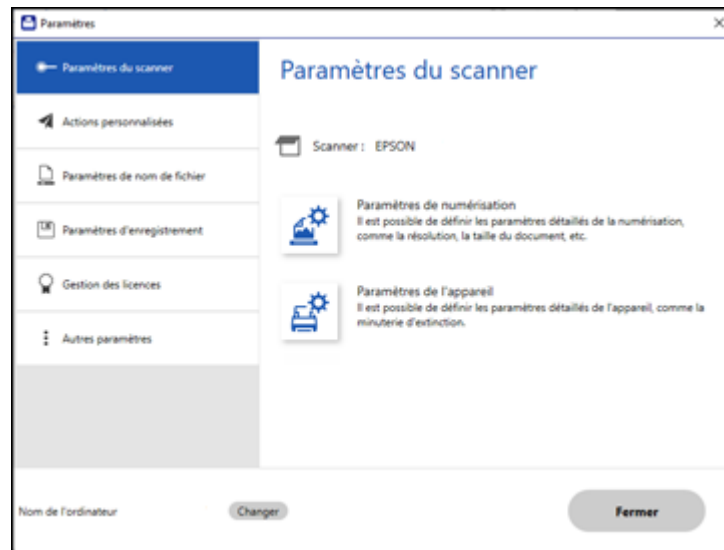 Paramètres
Paramètres du scanner
Actions personnalisées
Paramètres de nom de fichier
Paramètres d'enregistrement
Gestion des licences
Autres paramètres
Paramètres du scanner
Scanner : EPSON
Paramètres de numérisation
Il est possible de définir les paramètres détaillés de la numérisation,
comme la résolution, la taille du document, etc.
Paramètres de l'appareil
Il est possible de définir les paramètres détaillés de l'appareil, comme la
minuterie d'extinction.
Nom de l'ordinateur
Changer
Fermer